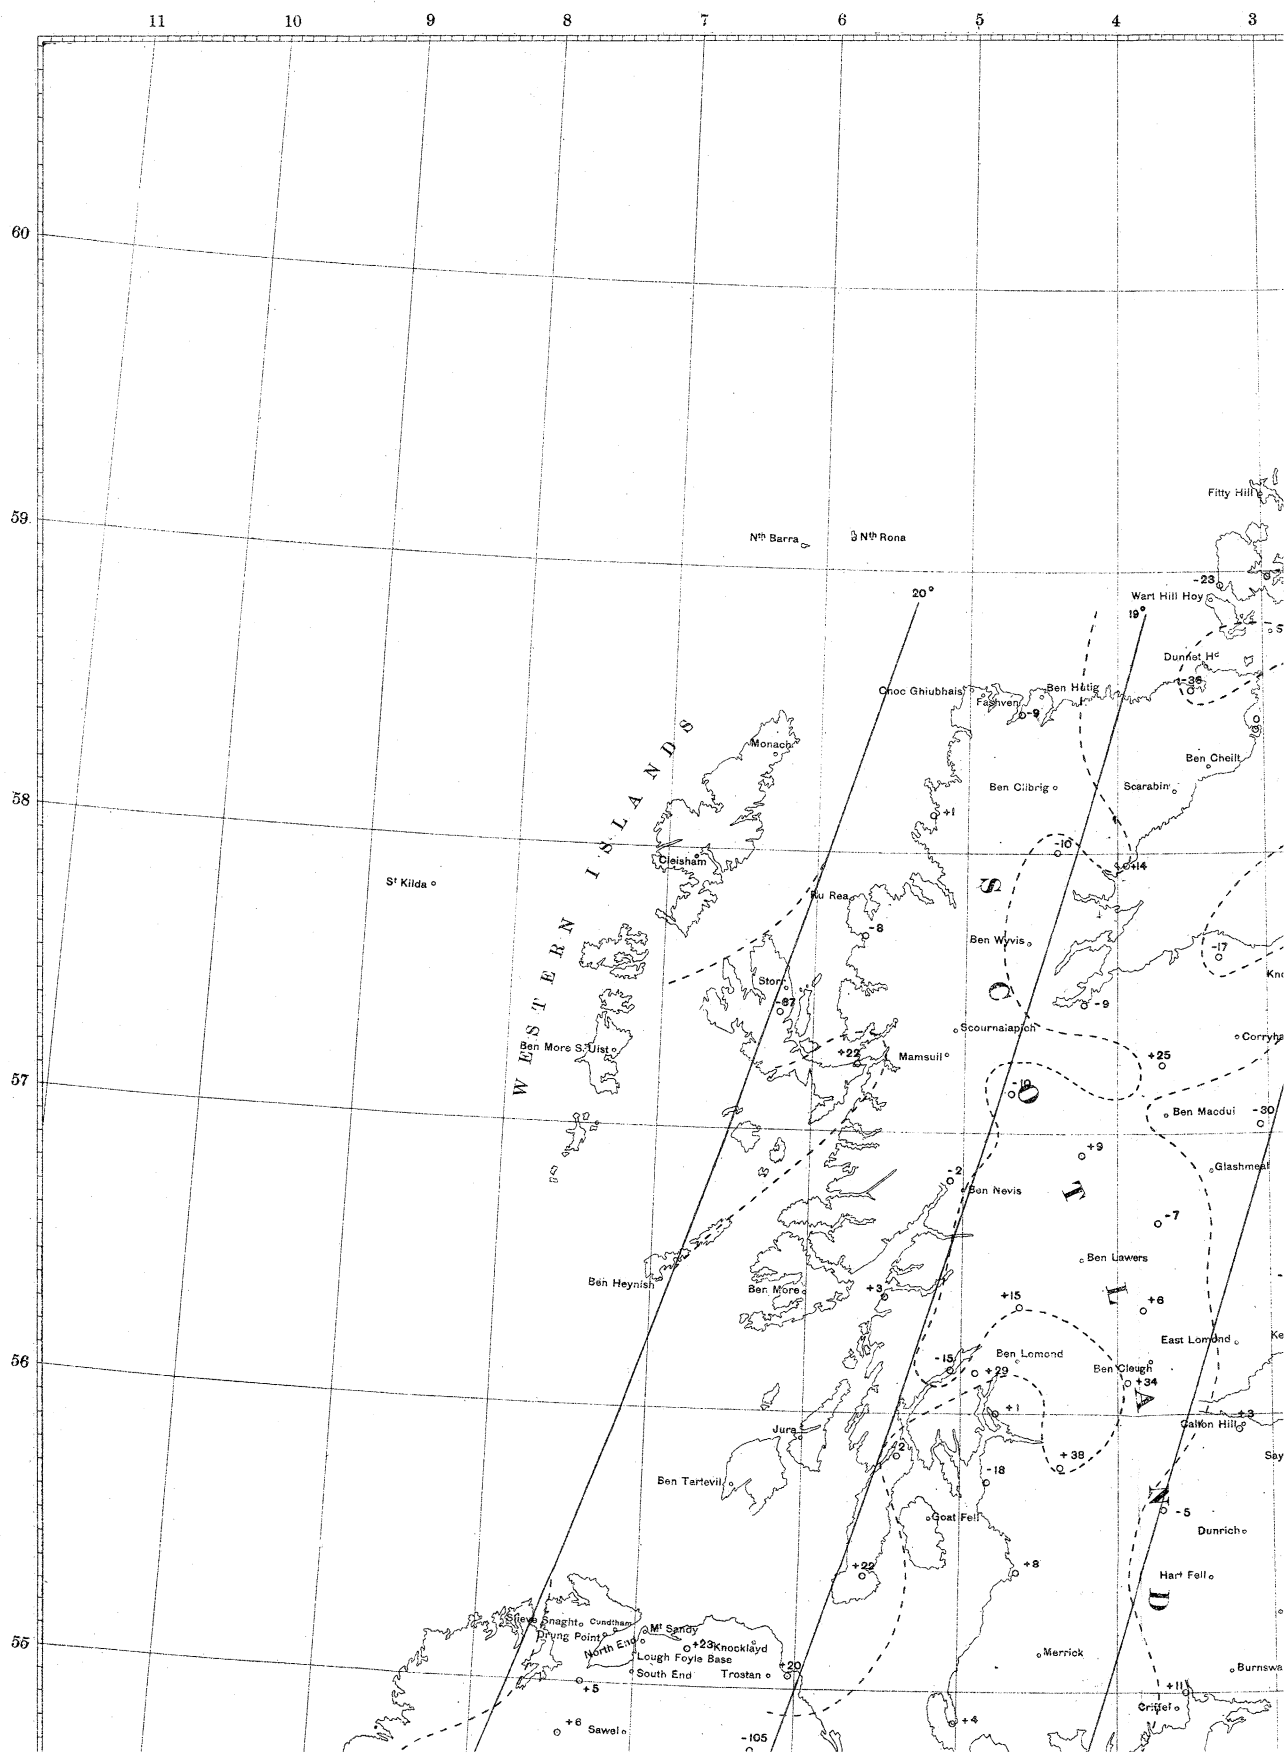 11 10 9 8 7 6 5 4 3
60
59
Fitty Hill
Nth Barra
Nth Rona
-23
Wart Hill Hoy
20°
19°
Dunnet Hd
-36
Cnoc Ghiubhais
Fashven
Ben Hutig
-9
Monach
Ben Cheilt
Ben Clibrig
Scarabin
58
+1
-10
+14
Cleisham
St Kilda
Ru Rea
-8
Ben Wyvis
-17
WESTERN ISLANDS
Storr
-67
Kno
-9
Scournalapich
Corryha
Ben More S. Uist
+22
Mamsuil
+25
57
-19
Ben Macdui
-30
+9
Glashmeal
-2
Ben Nevis
-7
Ben Lawers
Ben Heynish
Ben More
+3
+15
+6
East Lomond
Ke
56
-15
+29
Ben Lomond
Ben Cleugh
+34
+1
Calton Hill
+3
Jura
-2
+38
Say
Ben Tartevil
-18
-5
Goat Fell
Dunrich
+22
+8
Hart Fell
SCOTLAND
55
Slieve Snaght
Cundtham
Drung Point
North End
Mt Sandy
+23
Knocklayd
Lough Foyle Base
South End
Trostan
+20
Merrick
Burnswa
+5
+11
Criffel
+6
Sawel
+4
-105